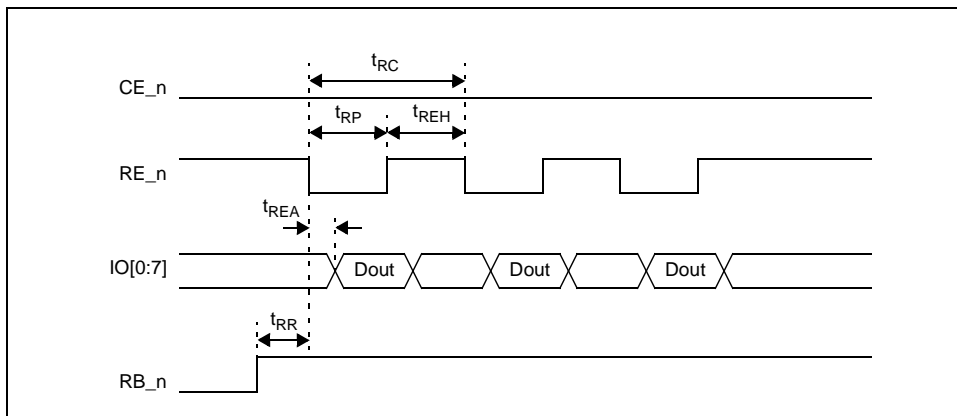 tRC
CE_n
tRP
tREH
RE_n
tREA
IO[0:7]
Dout
Dout
Dout
tRR
RB_n